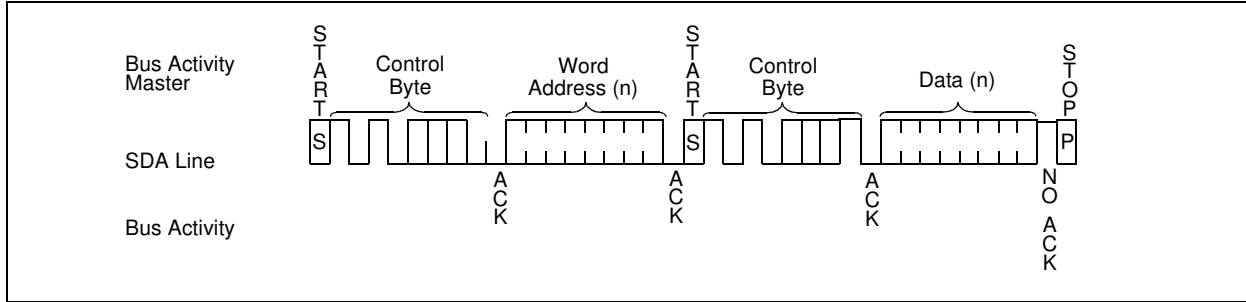 Bus Activity
Master
SDA Line
Bus Activity
START
S
Control
Byte
ACK
Word
Address (n)
ACK
START
S
Control
Byte
ACK
Data (n)
NO ACK
STOP
P